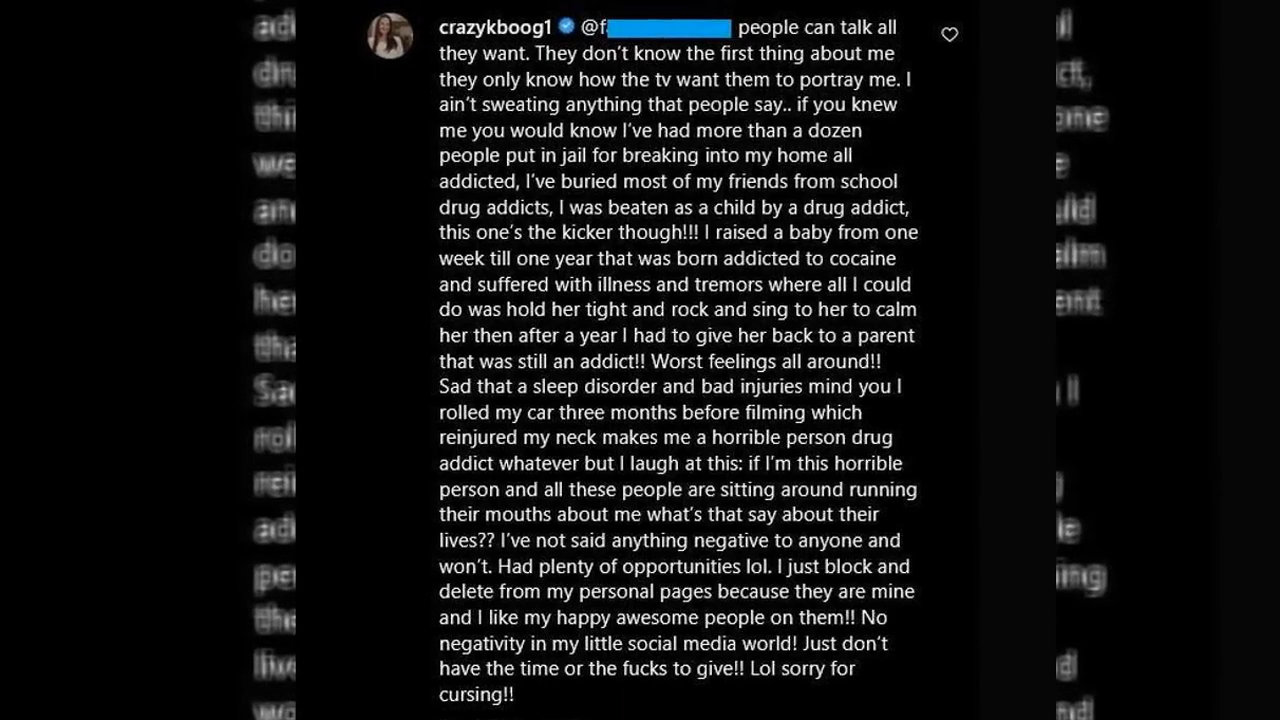 crazykboog1 @f people can talk all
they want. They don't know the first thing about me
they only know how the tv want them to portray me. I
ain't sweating anything that people say.. if you knew
me you would know I've had more than a dozen
people put in jail for breaking into my home all
addicted, I've buried most of my friends from school
drug addicts, I was beaten as a child by a drug addict,
this one's the kicker though!!! I raised a baby from one
week till one year that was born addicted to cocaine
and suffered with illness and tremors where all I could
do was hold her tight and rock and sing to her to calm
her then after a year I had to give her back to a parent
that was still an addict!! Worst feelings all around!!
Sad that a sleep disorder and bad injuries mind you I
rolled my car three months before filming which
reinjured my neck makes me a horrible person drug
addict whatever but I laugh at this: if I'm this horrible
person and all these people are sitting around running
their mouths about me what's that say about their
lives?? I've not said anything negative to anyone and
won't. Had plenty of opportunities lol. I just block and
delete from my personal pages because they are mine
and I like my happy awesome people on them!! No
negativity in my little social media world! Just don't
have the time or the fucks to give!! Lol sorry for
cursing!!